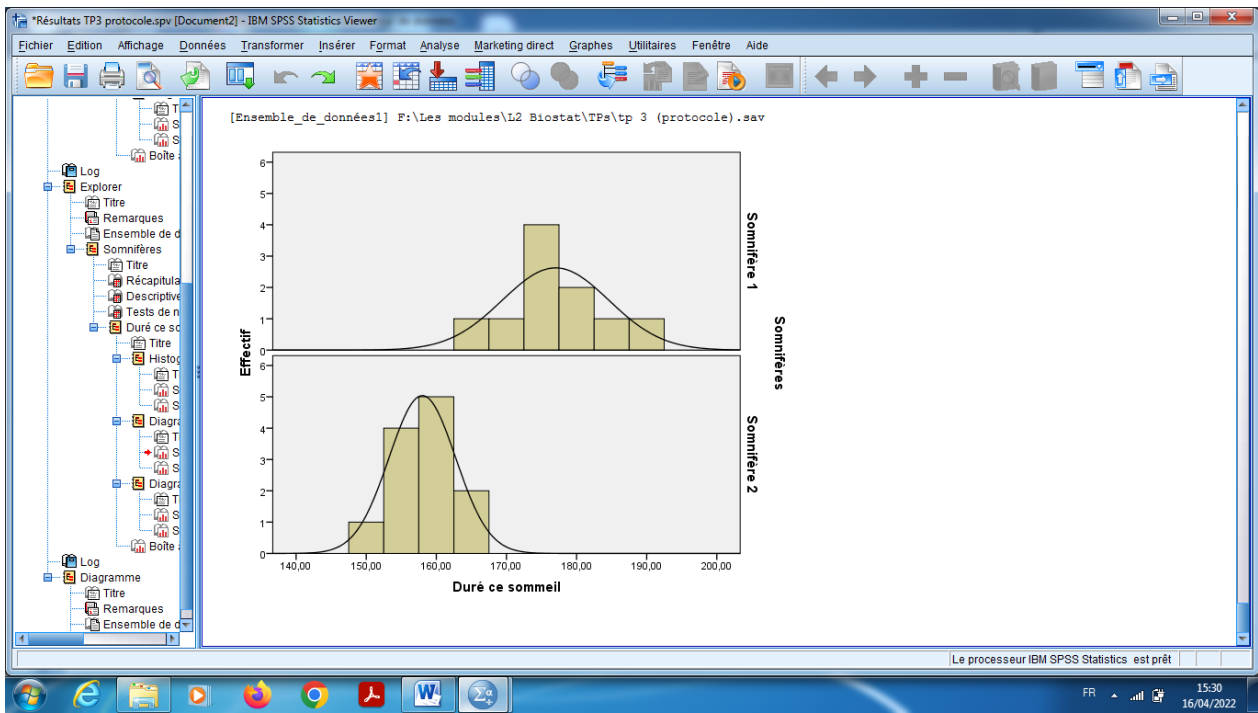 *Résultats TP3 protocole.spv [Document2] - IBM SPSS Statistics Viewer
Fichier Edition Affichage Données Transformer Insérer Format Analyse Marketing direct Graphes Utilitaires Fenêtre Aide
T
S
S
Boîte
Log
Explorer
Titre
Remarques
Ensemble de d
Somnifères
Titre
Récapitula
Descriptive
Tests de n
Duré ce so
Titre
Histog
T
S
S
Diagra
T
S
S
Diagra
T
S
S
Boîte
Log
Diagramme
Titre
Remarques
Ensemble de d
[Ensemble_de_données1] F:\Les modules\L2 Biostat\TPs\tp 3 (protocole).sav
6
5
4
3
2
1
0
Somnifère 1
Effectif
Somnifères
6
5
4
3
2
1
0
Somnifère 2
140,00 150,00 160,00 170,00 180,00 190,00 200,00
Duré ce sommeil
Le processeur IBM SPSS Statistics est prêt
W
Σα
FR
15:30
16/04/2022